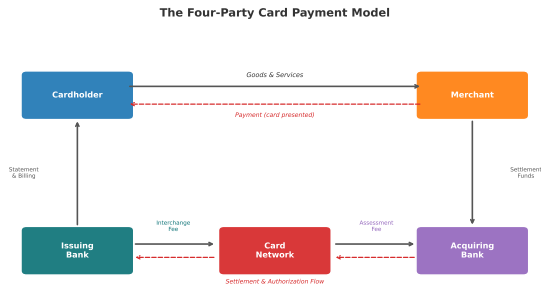 The Four-Party Card Payment Model
Goods & Services
Cardholder
Merchant
Payment (card presented)
Statement
& Billing
Settlement
Funds
Interchange
Fee
Assessment
Fee
Issuing
Bank
Card
Network
Acquiring
Bank
Settlement & Authorization Flow